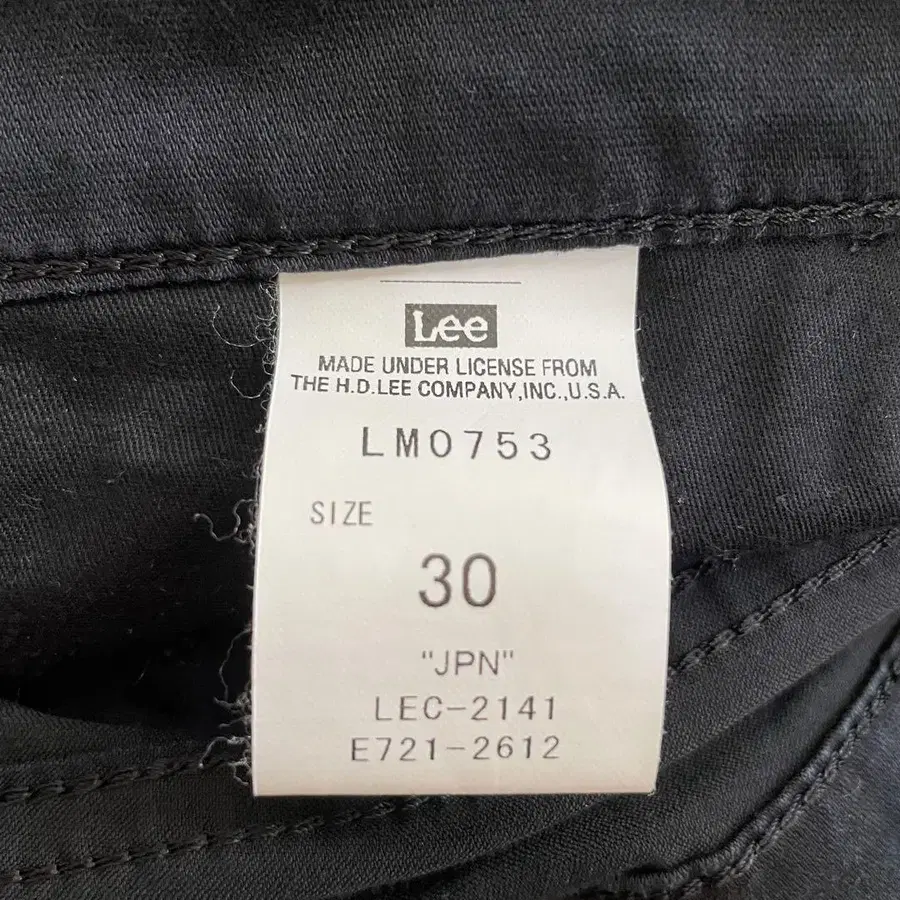 Lee
MADE UNDER LICENSE FROM
THE H.D.LEE COMPANY,INC.,U.S.A.
LM0753
SIZE
30
"JPN"
LEC-2141
E721-2612